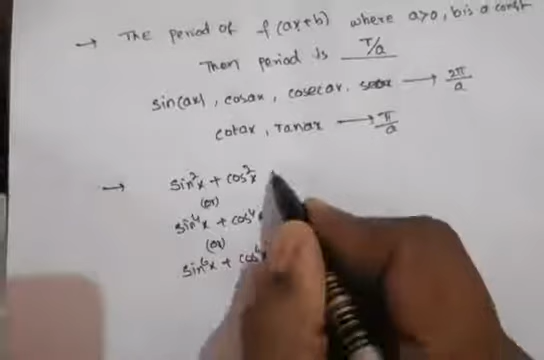 → The period of f(ax+b) where a>0, b is a const
Then period is T/a
sin(ax), cosax, cosecax, secax → 2π/a
cotax, Tanax → π/a
→ sin²x + cos²x
(or)
sin⁴x + cos⁴x
(or)
sin⁶x + cos⁶x